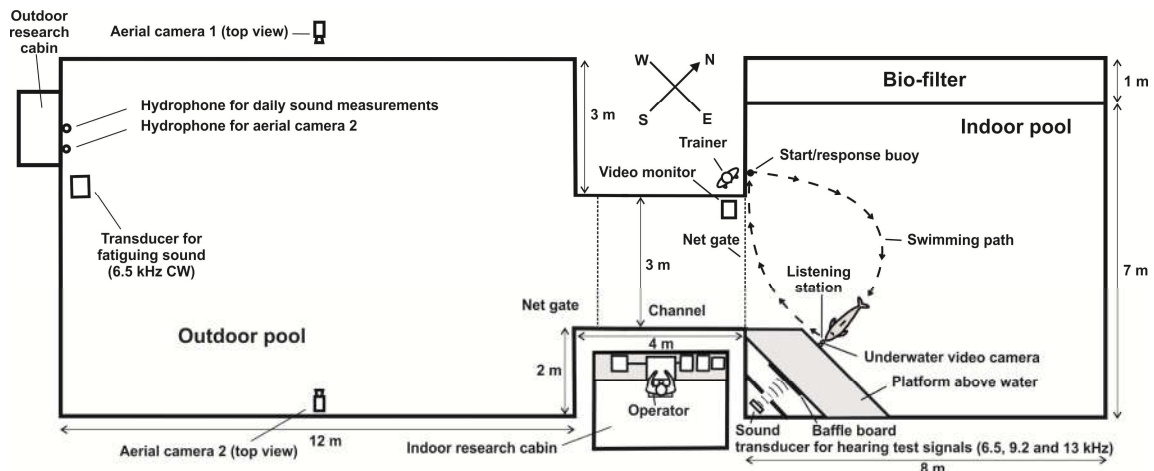 Outdoor
research
cabin
Aerial camera 1 (top view)
Hydrophone for daily sound measurements
Hydrophone for aerial camera 2
Transducer for
fatiguing sound
(6.5 kHz CW)
Outdoor pool
Aerial camera 2 (top view)
12 m
3 m
W
N
S
E
Trainer
Video monitor
Net gate
3 m
Net gate
Channel
4 m
2 m
Operator
Indoor research cabin
Bio-filter
1 m
Indoor pool
Start/response buoy
Swimming path
7 m
Listening
station
Underwater video camera
Platform above water
Sound
Baffle board
transducer for hearing test signals (6.5, 9.2 and 13 kHz)
8 m